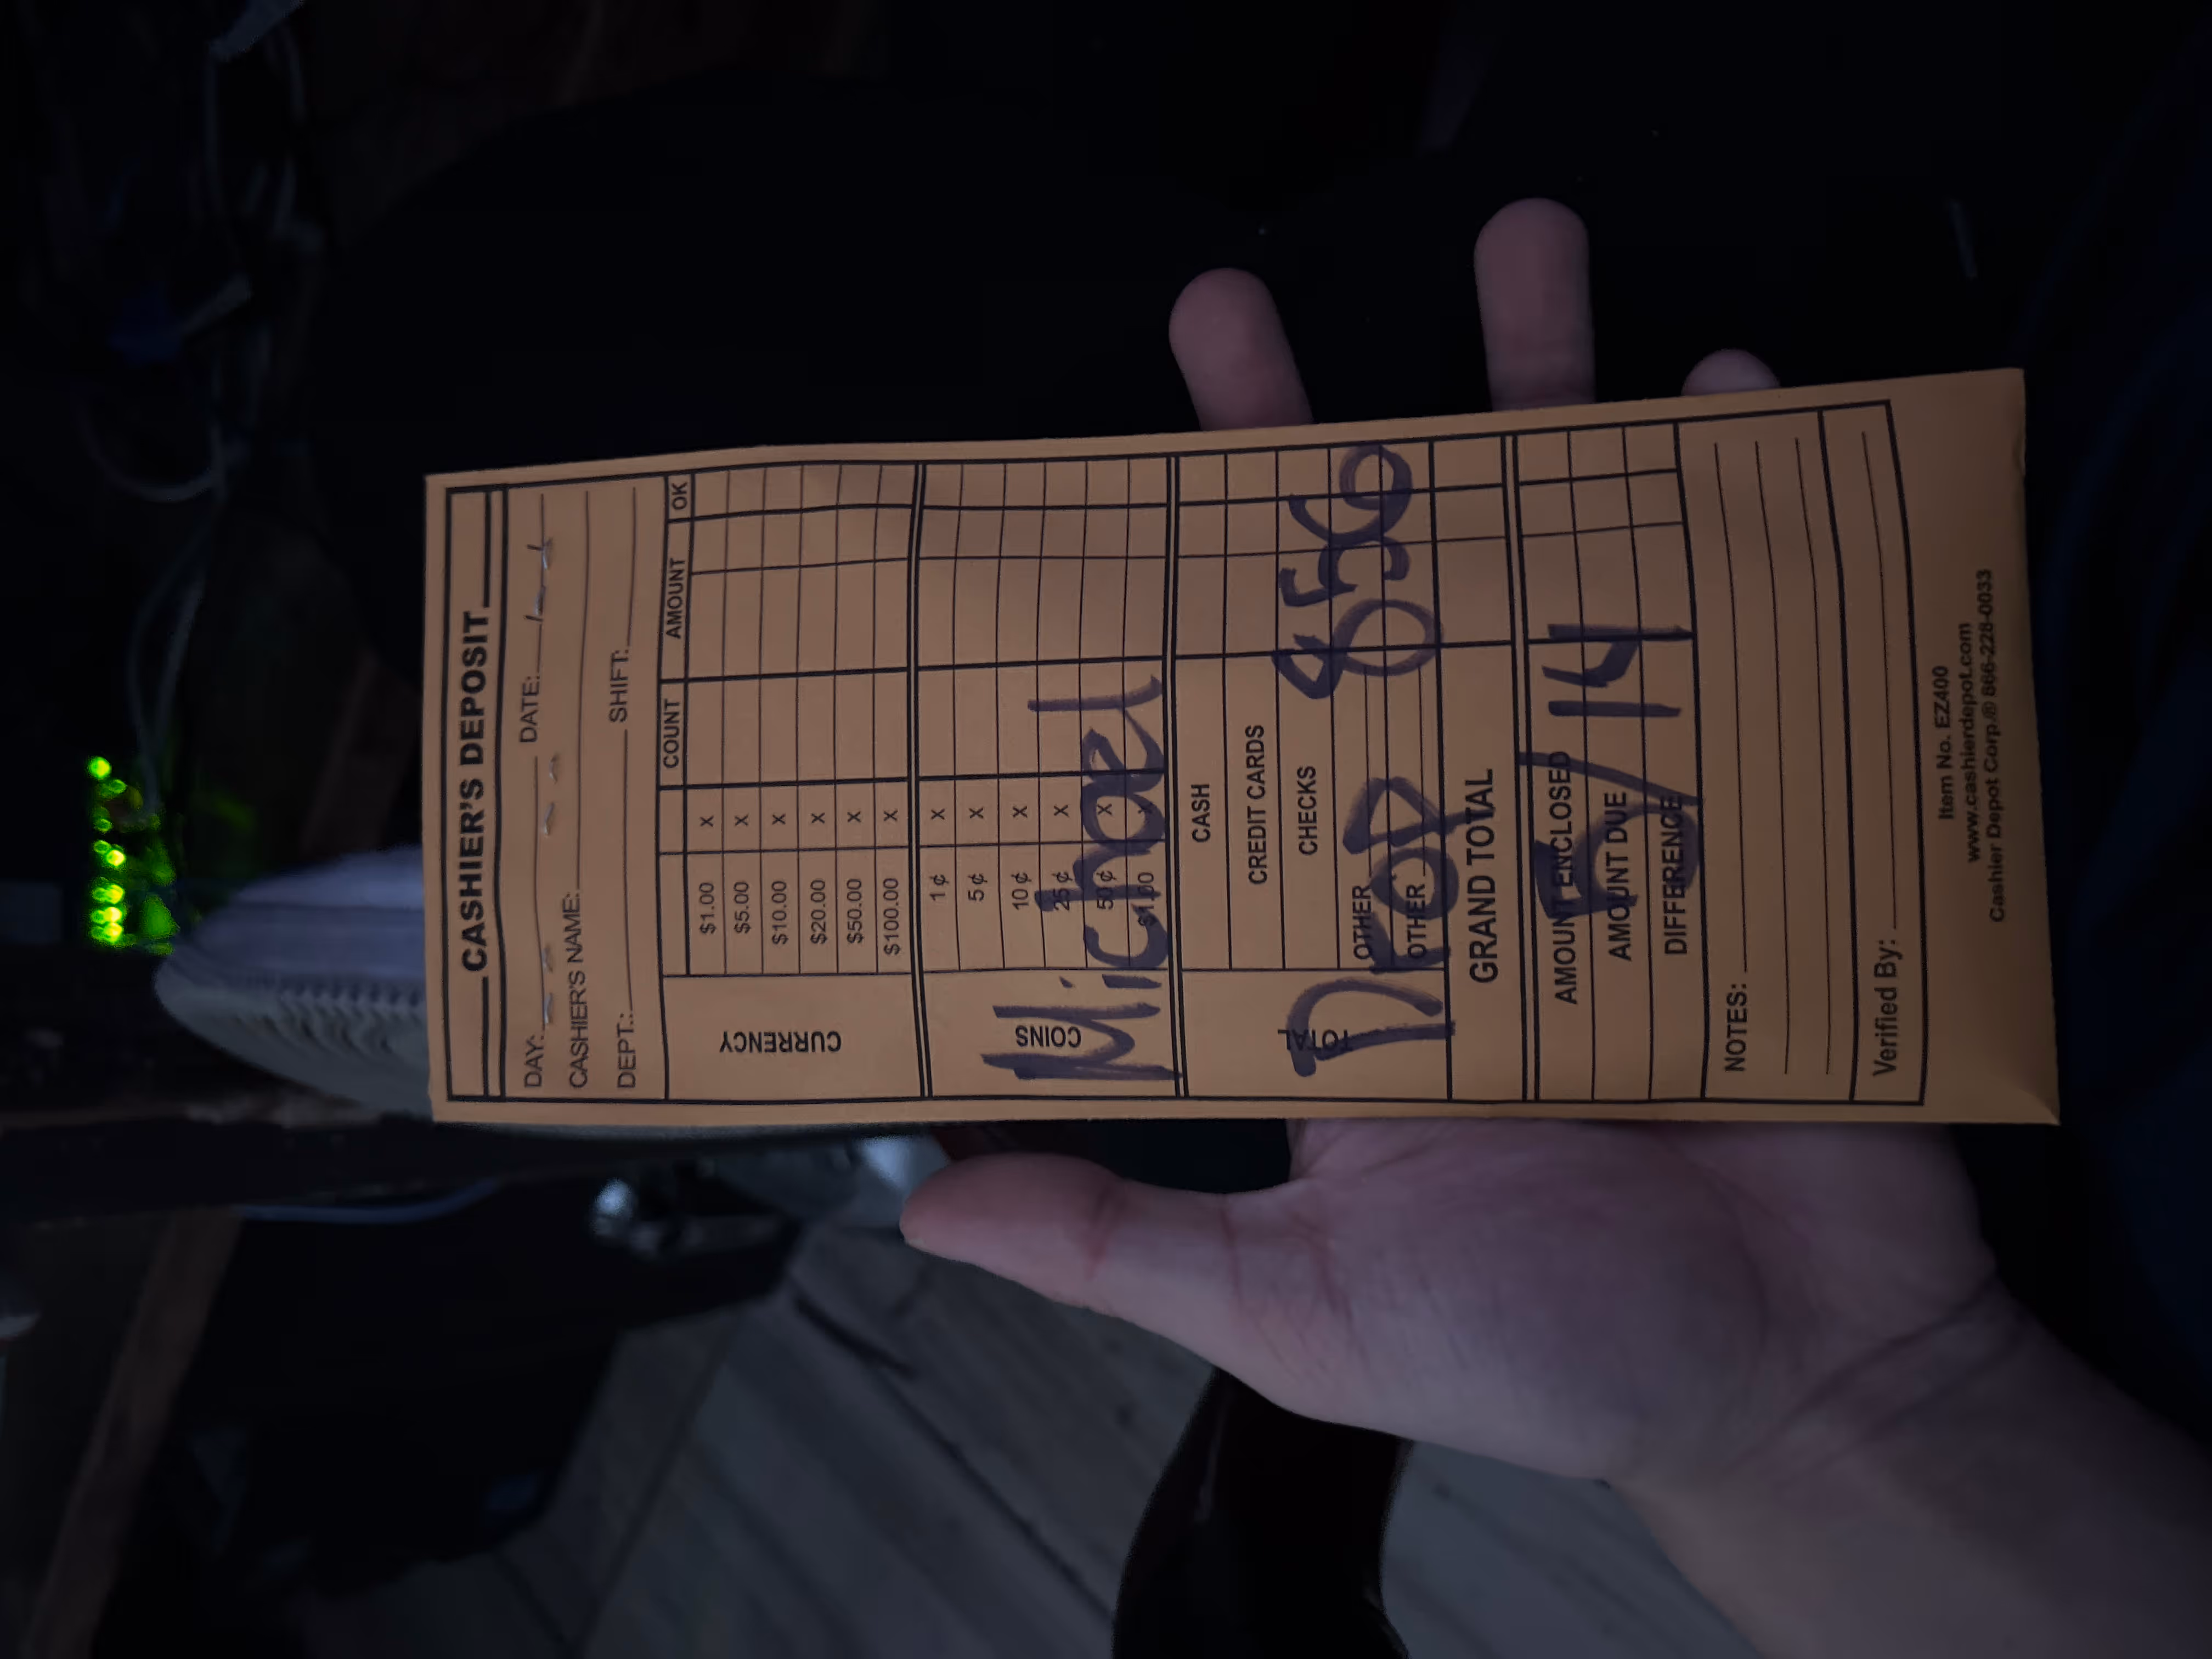 CASHIER'S DEPOSIT
DAY: DATE:
CASHIER'S NAME:
DEPT.: SHIFT:
COUNT AMOUNT OK
CURRENCY
$1.00 X
$5.00 X
$10.00 X
$20.00 X
$50.00 X
$100.00 X
COINS
1¢ X
5¢ X
10¢ X
25¢ X
50¢ X
$1.00 X
Michael
TOTAL
CASH
CREDIT CARDS
CHECKS
OTHER
OTHER
Drop 850
GRAND TOTAL
AMOUNT ENCLOSED
AMOUNT DUE
DIFFERENCE
5/14
NOTES:
Verified By:
Item No. EZ400
www.cashierdepot.com
Cashier Depot Corp.® 866-228-0033